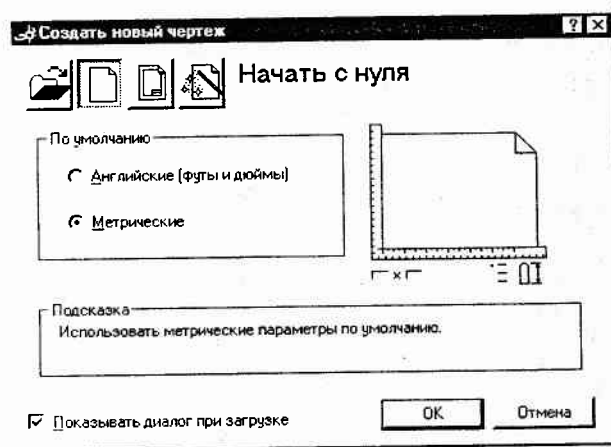 Создать новый чертеж
Начать с нуля
По умолчанию
Английские (футы и дюймы)
Метрические
Подсказка
Использовать метрические параметры по умолчанию.
Показывать диалог при загрузке
OK
Отмена